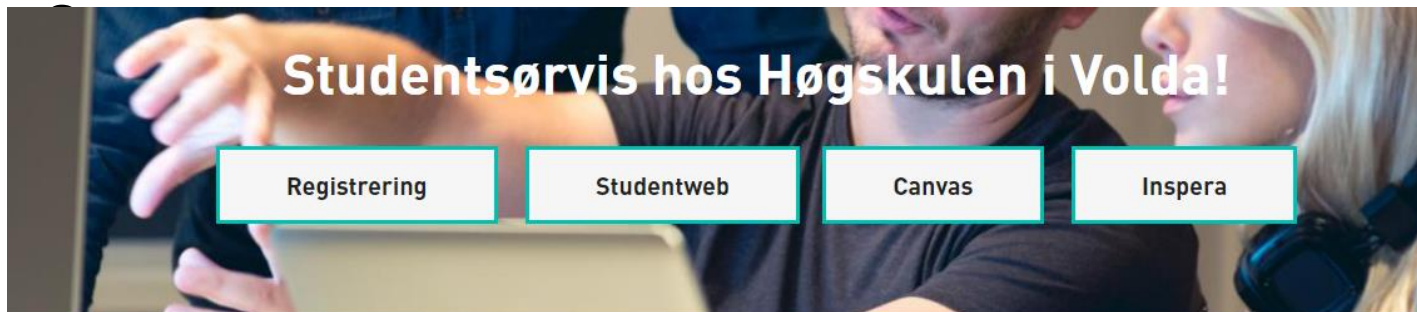 Studentsørvis hos Høgskulen i Volda!
Registrering
Studentweb
Canvas
Inspera